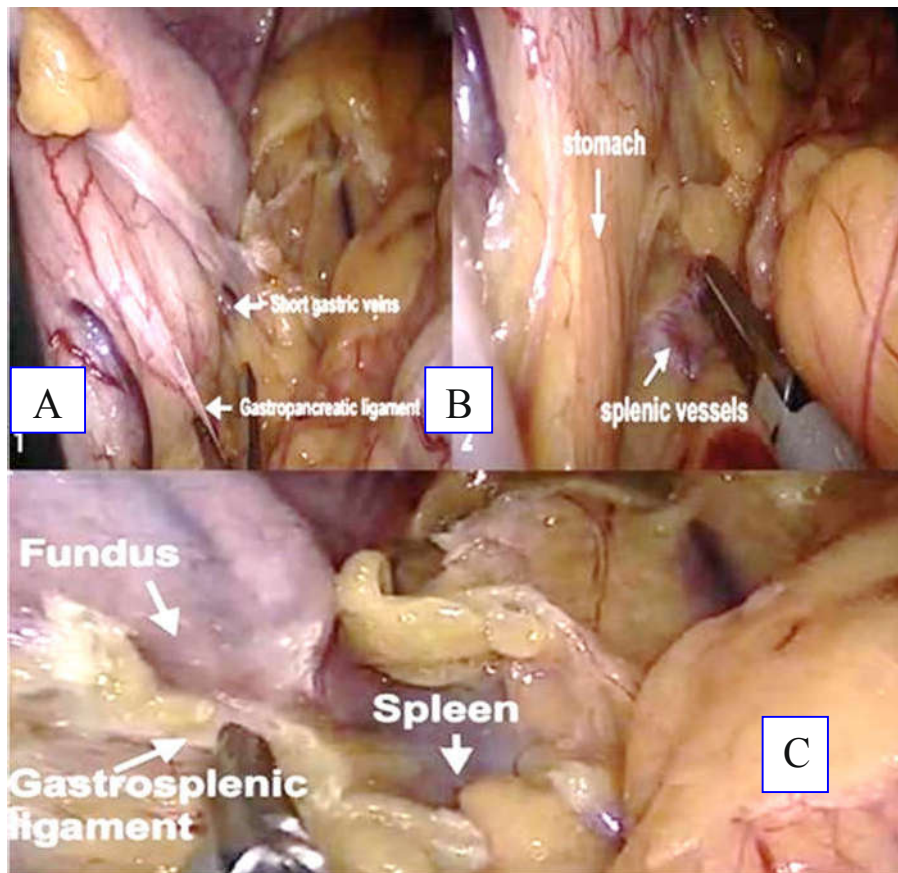 Short gastric veins
Gastropancreatic ligament
A
1
stomach
splenic vessels
B
2
Fundus
Spleen
Gastrosplenic
ligament
C